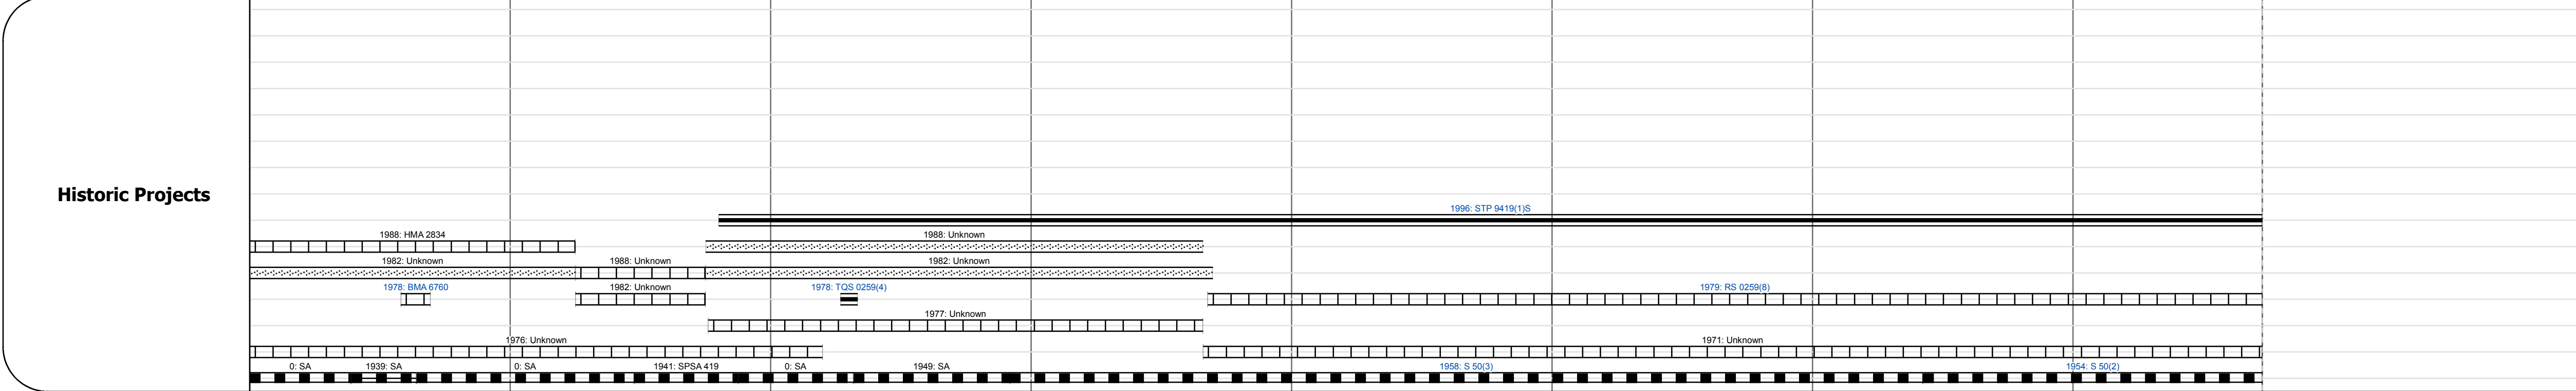 Historic Projects
1996: STP 9419(1)S
1988: HMA 2834
1988: Unknown
1982: Unknown
1988: Unknown
1982: Unknown
1978: BMA 6760
1982: Unknown
1978: TQS 0259(4)
1979: RS 0259(8)
1977: Unknown
1976: Unknown
1971: Unknown
0: SA
1939: SA
0: SA
1941: SPSA 419
0: SA
1949: SA
1958: S 50(3)
1954: S 50(2)